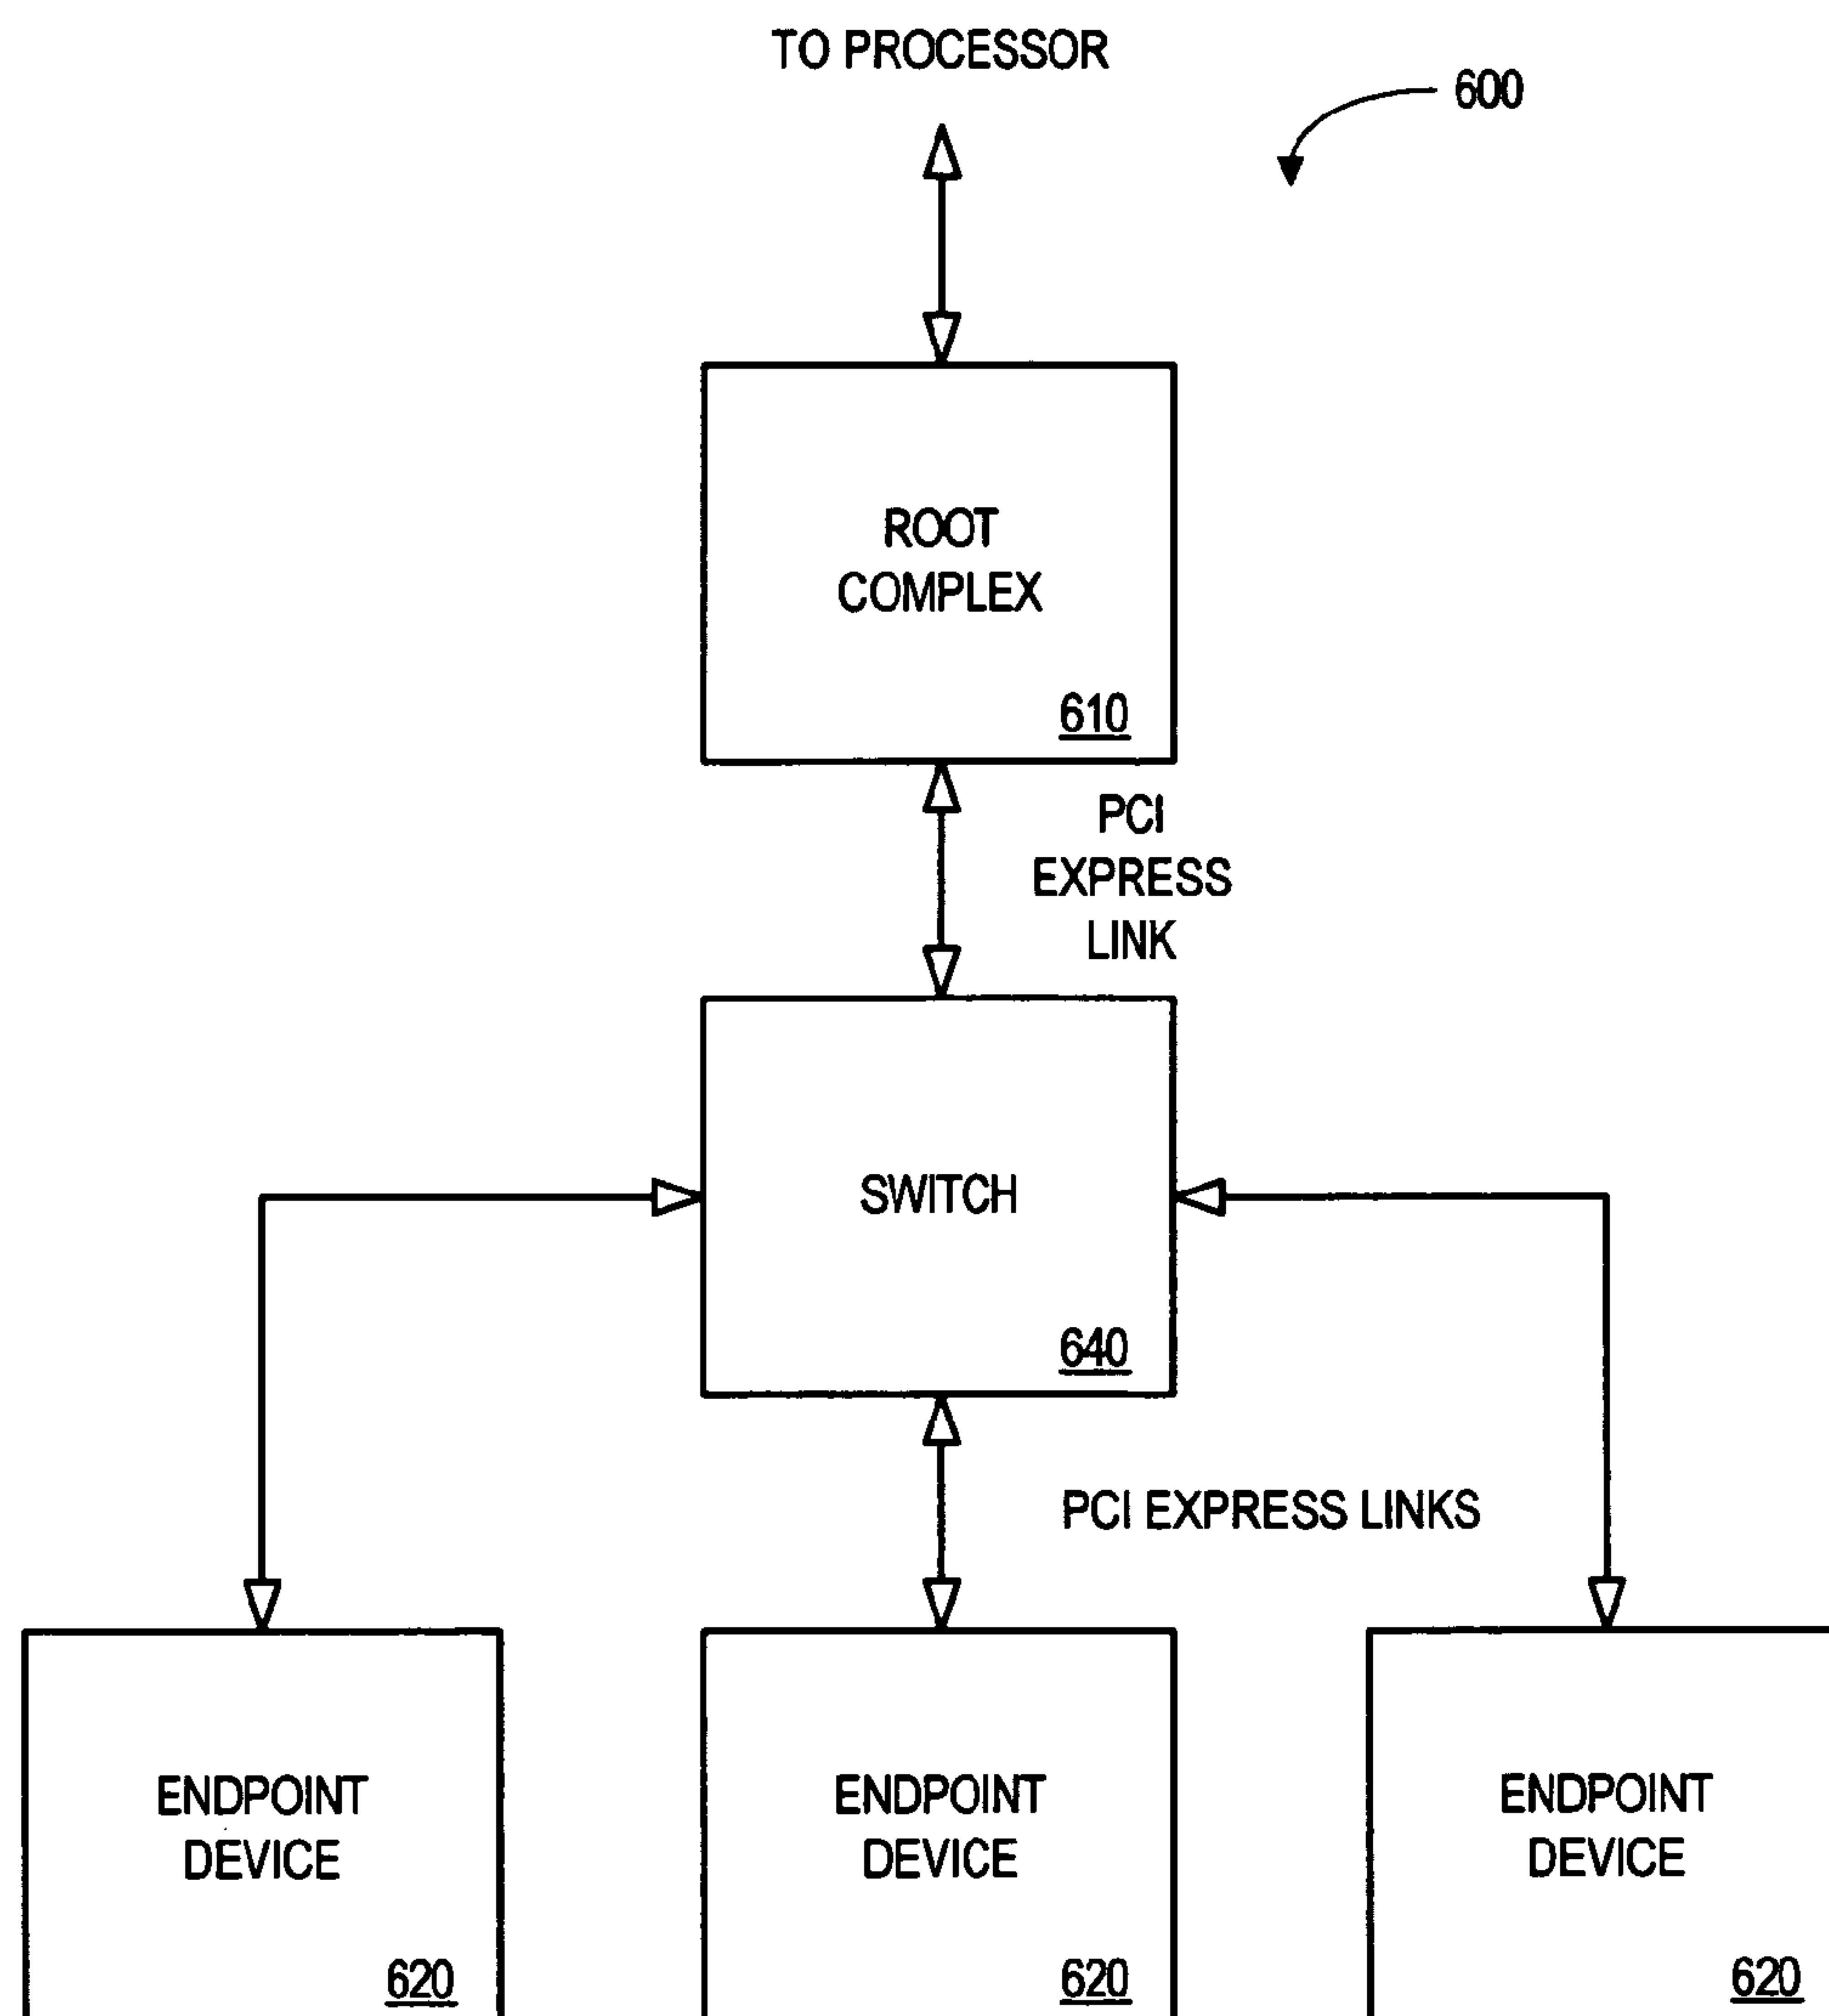 TO PROCESSOR
600
ROOT
COMPLEX
610
PCI
EXPRESS
LINK
SWITCH
640
PCI EXPRESS LINKS
ENDPOINT
DEVICE
620
ENDPOINT
DEVICE
620
ENDPOINT
DEVICE
620